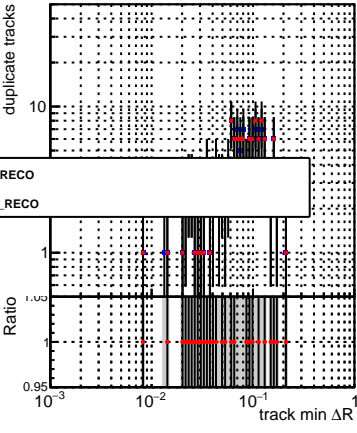 duplicate tracks
10
RECO
_RECO
1
Ratio
1.05
1
0.95
10⁻³
10⁻²
10⁻¹
1
track min ΔR